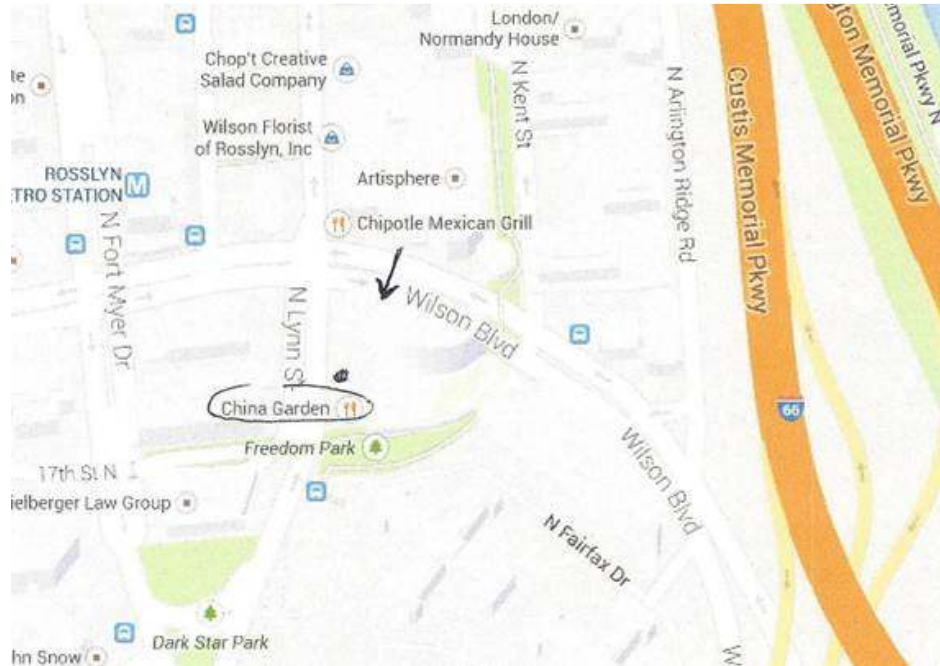 London/
Normandy House
Chop't Creative
Salad Company
N Kent St
N Arlington Ridge Rd
Custis Memorial Pkwy
Memorial Pkwy
Pkwy N
Wilson Florist
of Rosslyn, Inc
Artisphere
ROSSLYN
TRO STATION
M
Chipotle Mexican Grill
N Fort Myer Dr
N Lynn St
Wilson Blvd
China Garden
66
Freedom Park
17th St N
ielberger Law Group
Wilson Blvd
N Fairfax Dr
Dark Star Park
hn Snow
W